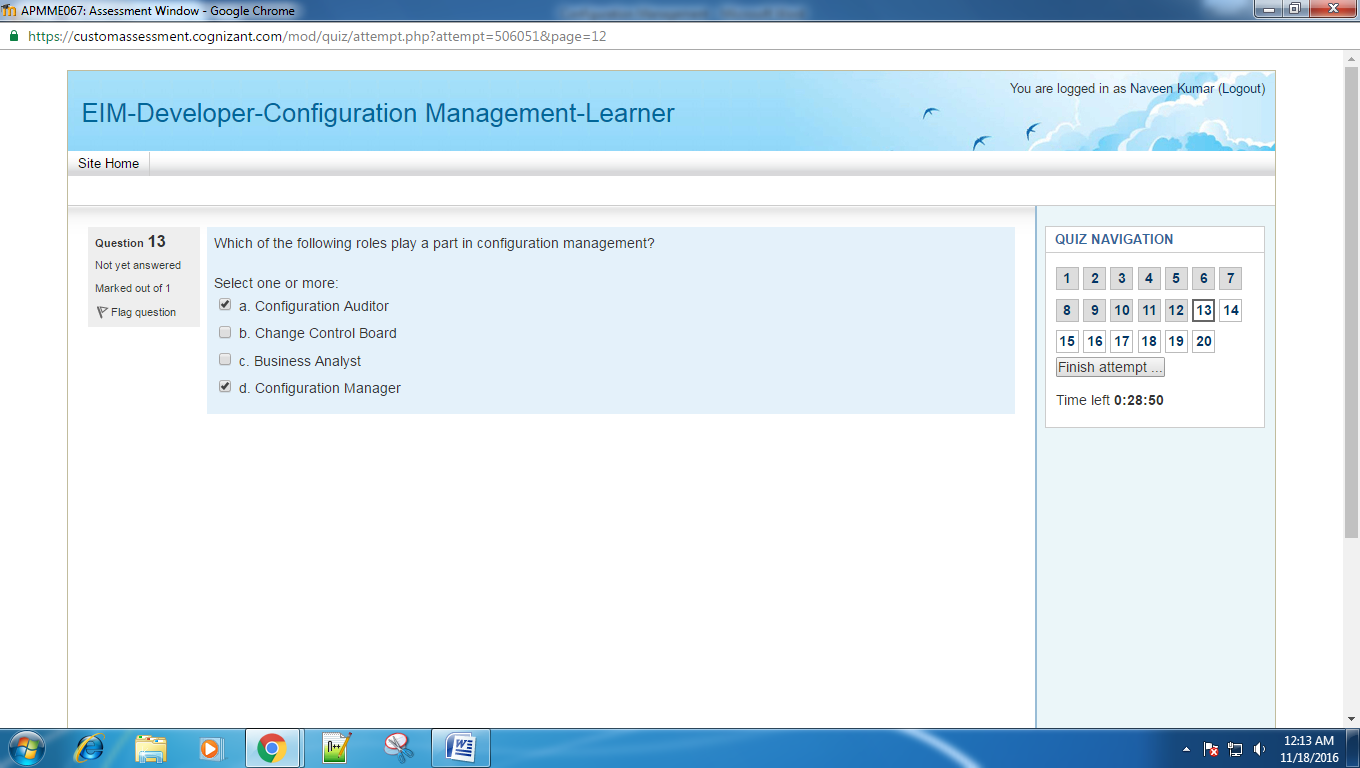 APMME067: Assessment Window - Google Chrome
https://customassessment.cognizant.com/mod/quiz/attempt.php?attempt=506051&page=12
You are logged in as Naveen Kumar (Logout)
EIM-Developer-Configuration Management-Learner
Site Home
Question 13
Not yet answered
Marked out of 1
Flag question
Which of the following roles play a part in configuration management?
Select one or more:
a. Configuration Auditor
b. Change Control Board
c. Business Analyst
d. Configuration Manager
QUIZ NAVIGATION
1 2 3 4 5 6 7
8 9 10 11 12 13 14
15 16 17 18 19 20
Finish attempt ...
Time left 0:28:50
12:13 AM
11/18/2016